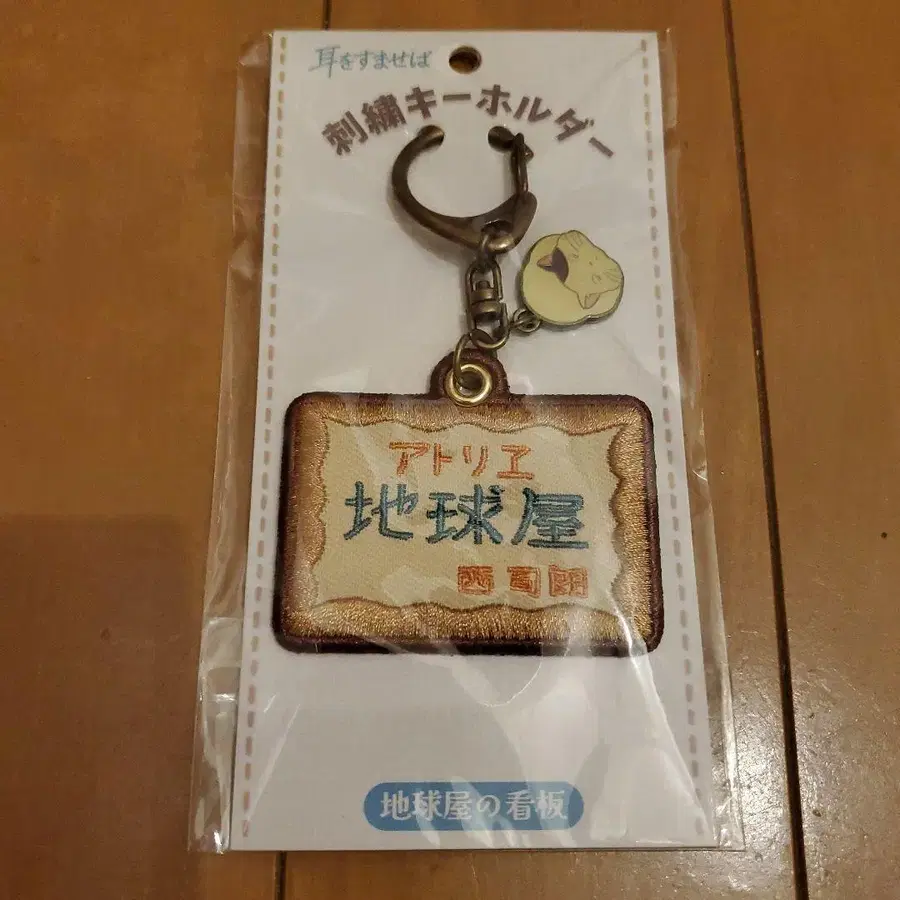 耳をすませば
刺繍キーホルダー
アトリヱ
地球屋
西司朗
地球屋の看板